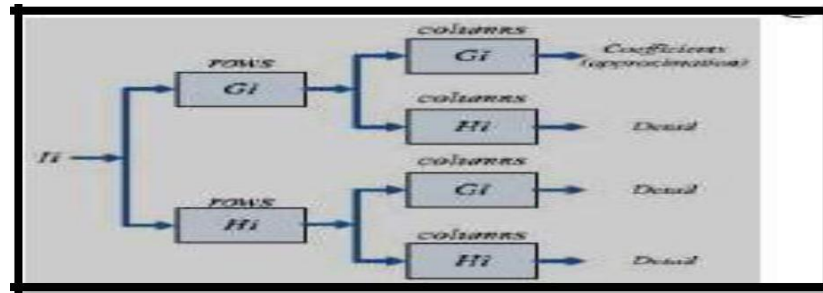 columns
Gi
Coefficients
(approximation)
rows
Gi
columns
Hi
Detail
Ii
columns
Gi
Detail
rows
Hi
columns
Hi
Detail